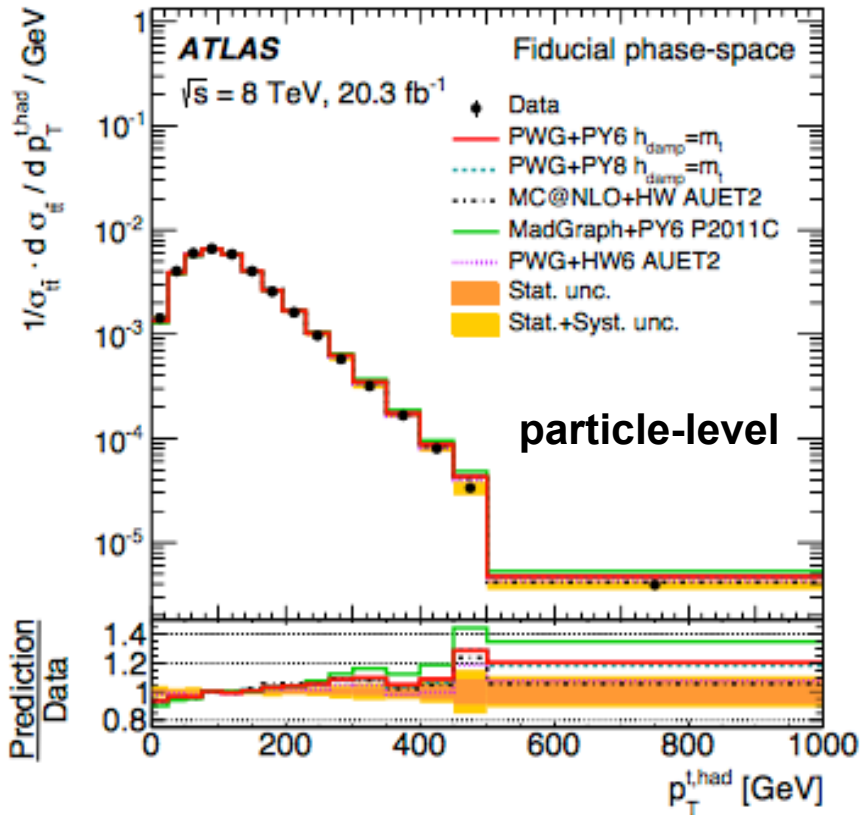 ATLAS
Fiducial phase-space
√s = 8 TeV, 20.3 fb⁻¹
Data
PWG+PY6 h_damp=m_t
PWG+PY8 h_damp=m_t
MC@NLO+HW AUET2
MadGraph+PY6 P2011C
PWG+HW6 AUET2
Stat. unc.
Stat.+Syst. unc.
particle-level
1/σ_tt̄ · d σ_tt̄ / d p_T^t,had / GeV
1
10⁻¹
10⁻²
10⁻³
10⁻⁴
10⁻⁵
Prediction
Data
1.4
1.2
1
0.8
0 200 400 600 800 1000
p_T^t,had [GeV]